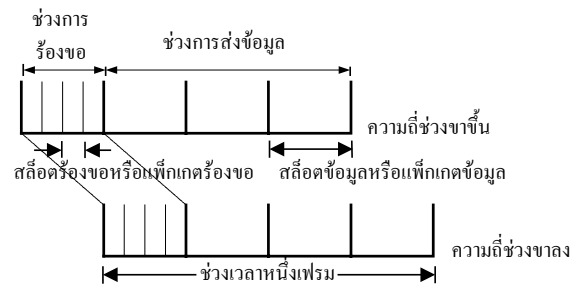 ช่วงการ
ร้องขอ
ช่วงการส่งข้อมูล
ความถี่ช่วงขาขึ้น
สล็อตร้องขอหรือแพ็กเกตร้องขอ
สล็อตข้อมูลหรือแพ็กเกตข้อมูล
ความถี่ช่วงขาลง
ช่วงเวลาหนึ่งเฟรม